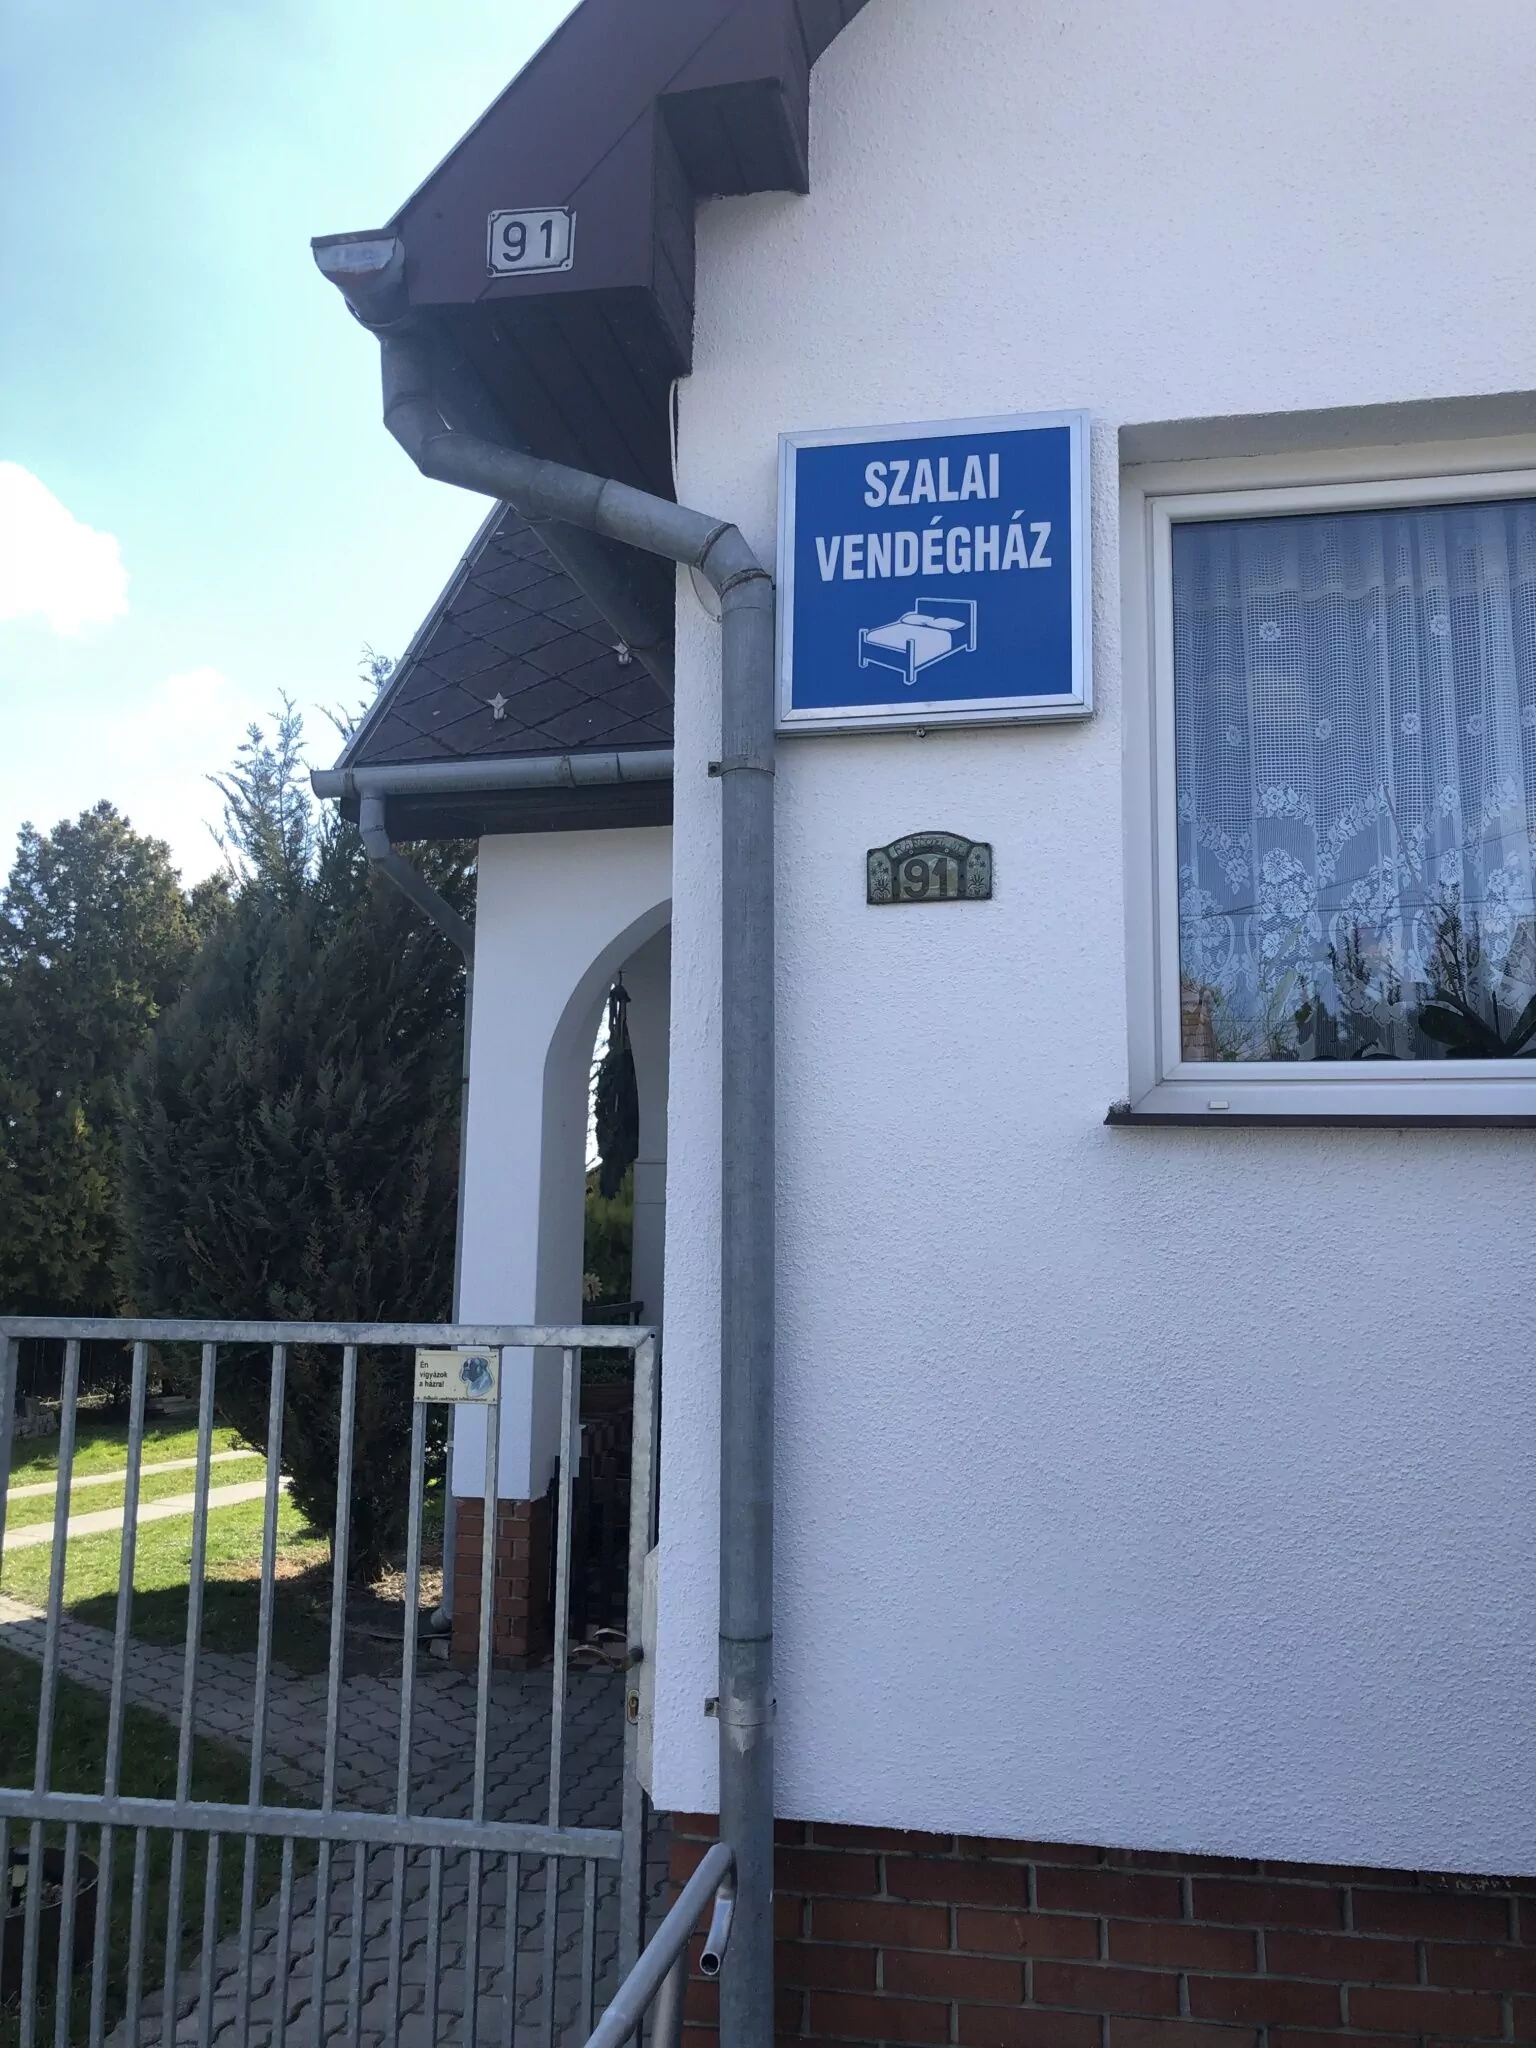 91
SZALAI
VENDÉGHÁZ
91
Én
vigyázok
a házra!